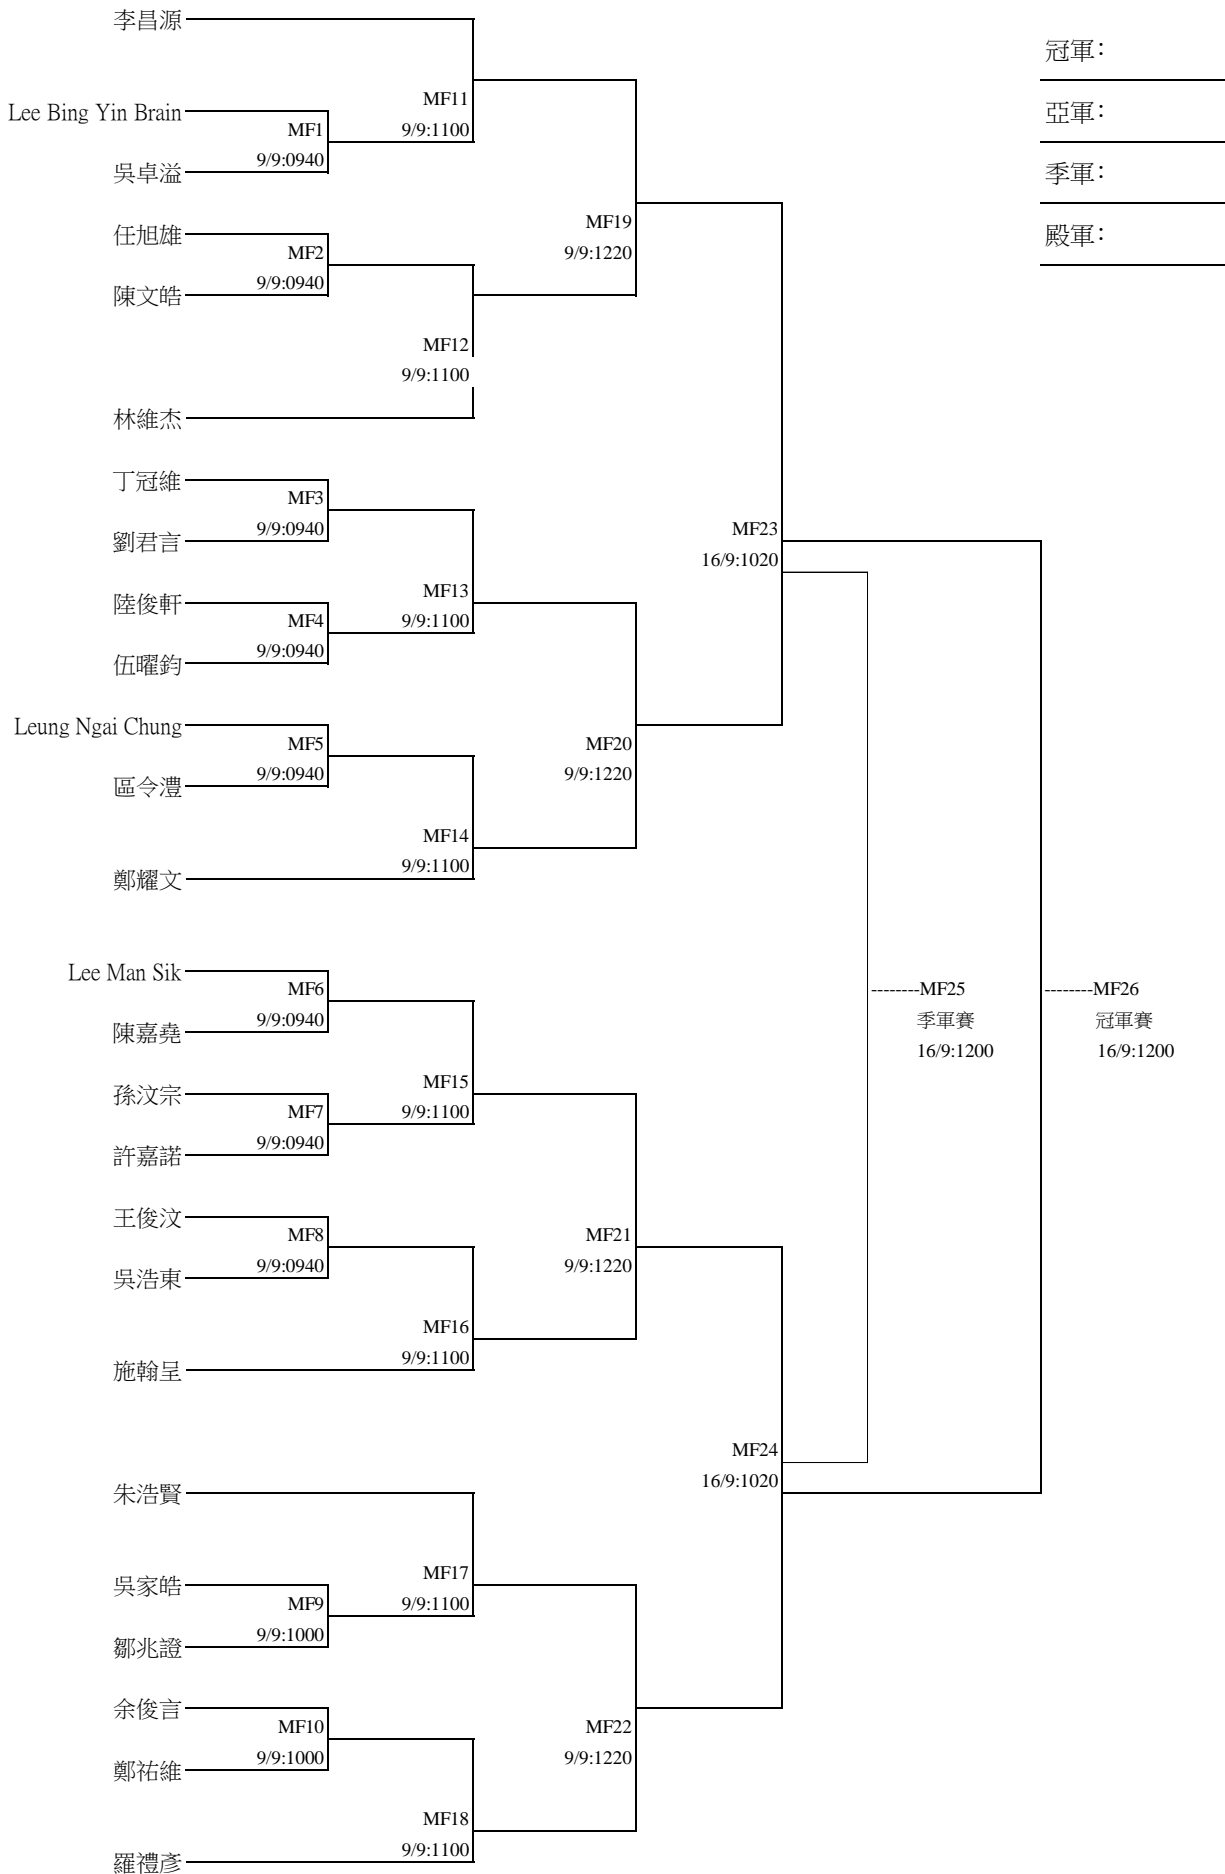 李昌源
冠軍:
MF11
Lee Bing Yin Brain
亞軍:
MF1
9/9:1100
9/9:0940
吳卓溢
季軍:
MF19
任旭雄
殿軍:
MF2
9/9:1220
9/9:0940
陳文皓
MF12
9/9:1100
林維杰
丁冠維
MF3
9/9:0940
劉君言
MF23
16/9:1020
MF13
陸俊軒
MF4
9/9:1100
9/9:0940
伍曜鈞
Leung Ngai Chung
MF5
MF20
9/9:0940
9/9:1220
區令澧
MF14
9/9:1100
鄭耀文
Lee Man Sik
MF6
--------MF25
--------MF26
9/9:0940
季軍賽
冠軍賽
陳嘉堯
16/9:1200
16/9:1200
MF15
孫汶宗
MF7
9/9:1100
9/9:0940
許嘉諾
王俊汶
MF8
MF21
9/9:0940
9/9:1220
吳浩東
MF16
9/9:1100
施翰呈
MF24
16/9:1020
朱浩賢
MF17
吳家皓
MF9
9/9:1100
9/9:1000
鄒兆證
余俊言
MF10
MF22
9/9:1000
9/9:1220
鄭祐維
MF18
9/9:1100
羅禮彥